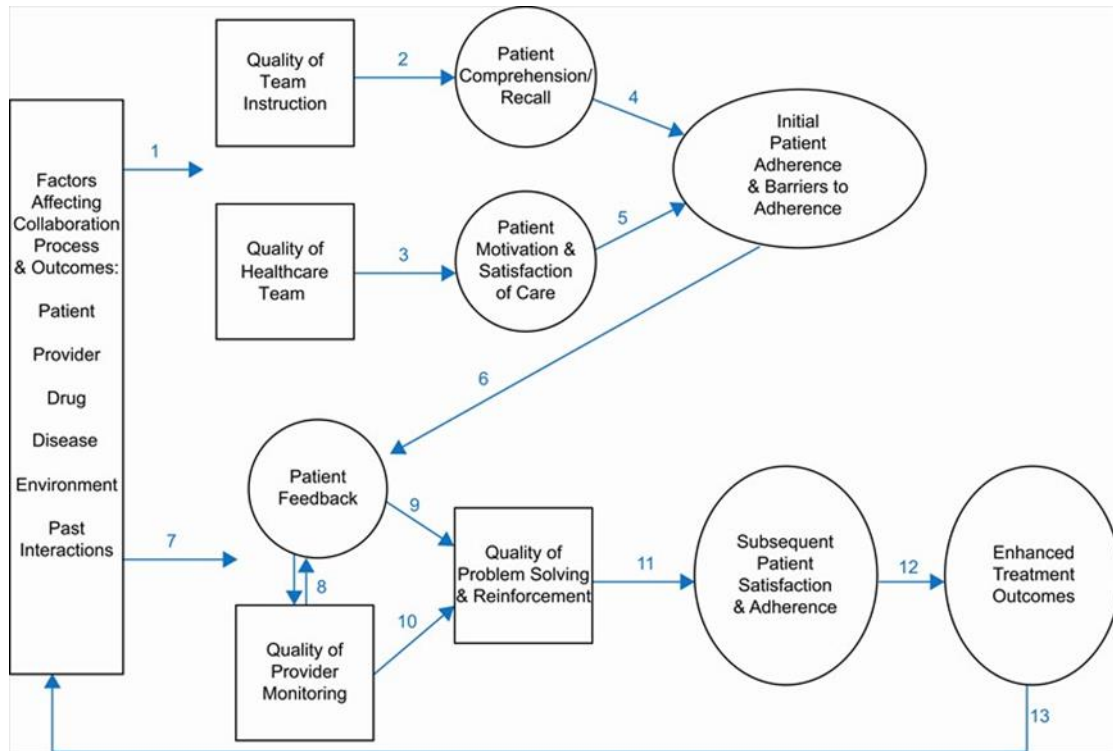 Factors
Affecting
Collaboration
Process
& Outcomes:
Patient
Provider
Drug
Disease
Environment
Past
Interactions
1
Quality of
Team
Instruction
2
Patient
Comprehension/
Recall
4
Initial
Patient
Adherence
& Barriers to
Adherence
Quality of
Healthcare
Team
3
Patient
Motivation &
Satisfaction
of Care
5
6
7
Patient
Feedback
8
Quality of
Provider
Monitoring
9
10
Quality of
Problem Solving
& Reinforcement
11
Subsequent
Patient
Satisfaction
& Adherence
12
Enhanced
Treatment
Outcomes
13